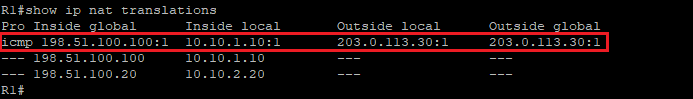 R1#show ip nat translations
Pro Inside global      Inside local       Outside local      Outside global
icmp 198.51.100.100:1  10.10.1.10:1       203.0.113.30:1     203.0.113.30:1
--- 198.51.100.100     10.10.1.10         ---                ---
--- 198.51.100.20      10.10.2.20         ---                ---
R1#